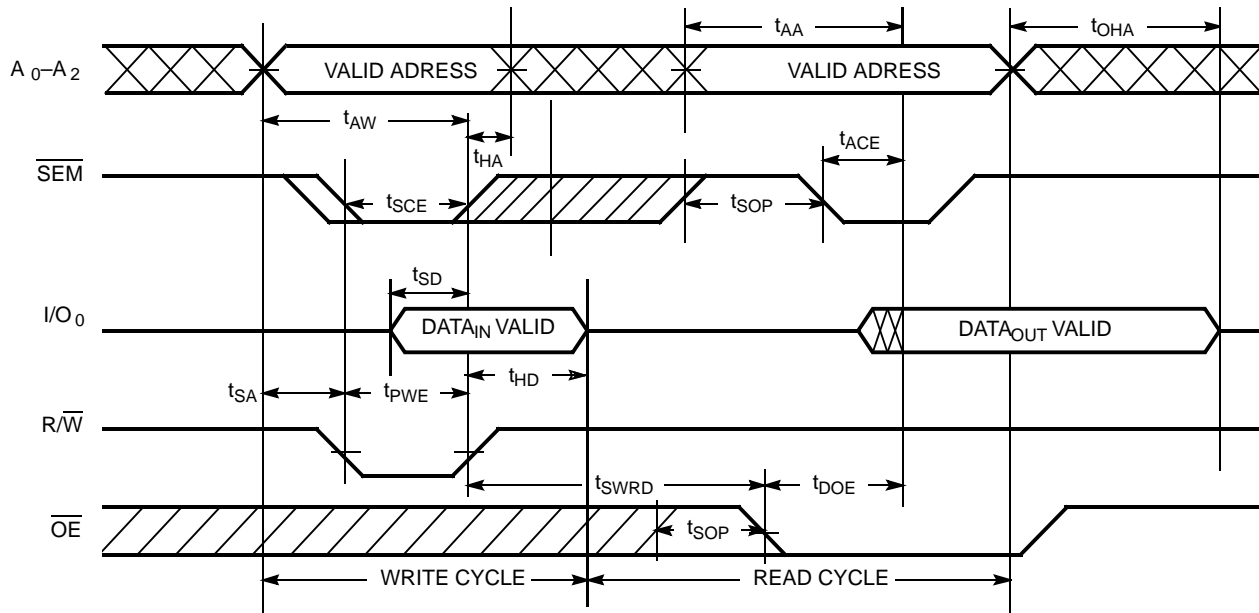 tAA
tOHA
A0–A2
VALID ADRESS
VALID ADRESS
tAW
tHA
tACE
SEM
tSCE
tSOP
tSD
I/O0
DATAIN VALID
DATAOUT VALID
tSA
tPWE
tHD
R/W
tSWRD
tDOE
OE
tSOP
WRITE CYCLE
READ CYCLE